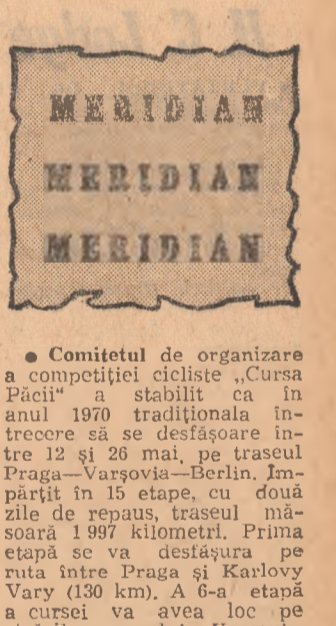 MERIDIAN
MERIDIAN
MERIDIAN
● Comitetul de organizare
a competiției cicliste „Cursa
Păcii“ a stabilit ca în
anul 1970 tradiționala în-
trecere să se desfășoare în-
tre 12 și 26 mai, pe traseul
Praga—Varșovia—Berlin. Îm-
părțit în 15 etape, cu două
zile de repaus, traseul mă-
soară 1 997 kilometri. Prima
etapă se va desfășura pe
ruta între Praga și Karlovy
Vary (130 km). A 6-a etapă
a cursei va avea loc pe